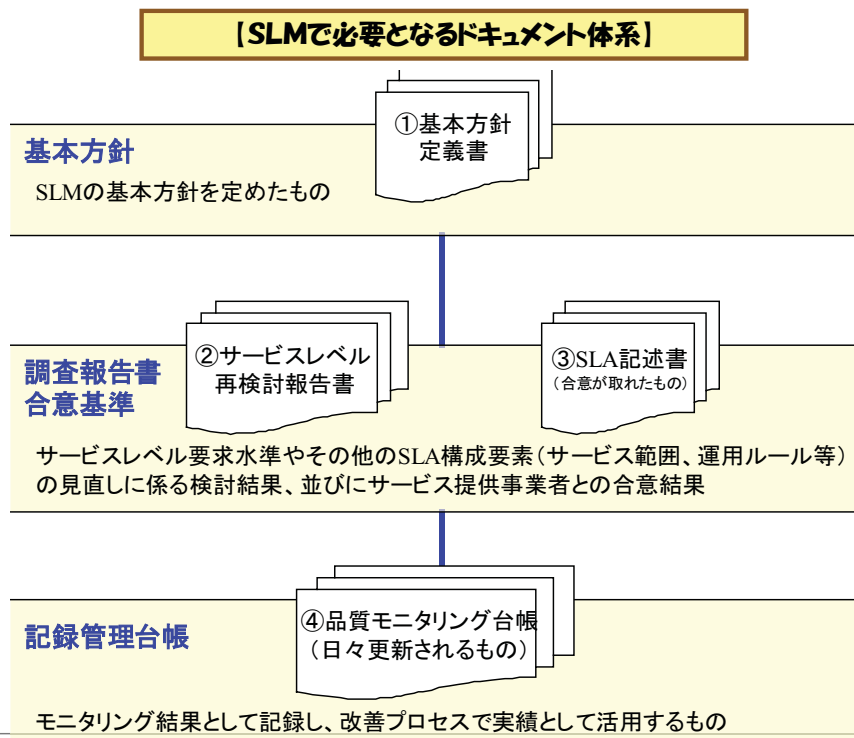 【SLMで必要となるドキュメント体系】
①基本方針
定義書
基本方針
SLMの基本方針を定めたもの
②サービスレベル
再検討報告書
③SLA記述書
（合意が取れたもの）
調査報告書
合意基準
サービスレベル要求水準やその他のSLA構成要素（サービス範囲、運用ルール等）
の見直しに係る検討結果、並びにサービス提供事業者との合意結果
④品質モニタリング台帳
（日々更新されるもの）
記録管理台帳
モニタリング結果として記録し、改善プロセスで実績として活用するもの